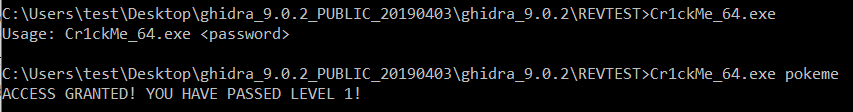 C:\Users\test\Desktop\ghidra_9.0.2_PUBLIC_20190403\ghidra_9.0.2\REVTEST>Cr1ckMe_64.exe
Usage: Cr1ckMe_64.exe <password>
C:\Users\test\Desktop\ghidra_9.0.2_PUBLIC_20190403\ghidra_9.0.2\REVTEST>Cr1ckMe_64.exe pokeme
ACCESS GRANTED! YOU HAVE PASSED LEVEL 1!